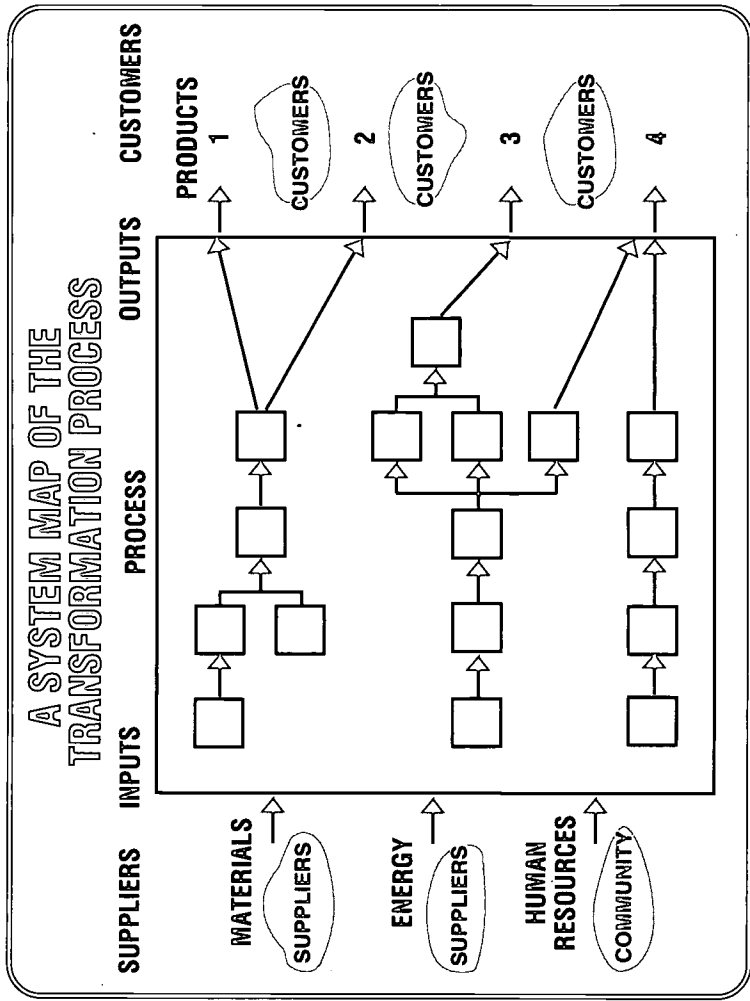 A SYSTEM MAP OF THE
TRANSFORMATION PROCESS
SUPPLIERS
INPUTS
PROCESS
OUTPUTS
CUSTOMERS
MATERIALS
SUPPLIERS
ENERGY
SUPPLIERS
HUMAN
RESOURCES
COMMUNITY
PRODUCTS
1
CUSTOMERS
2
CUSTOMERS
3
CUSTOMERS
4